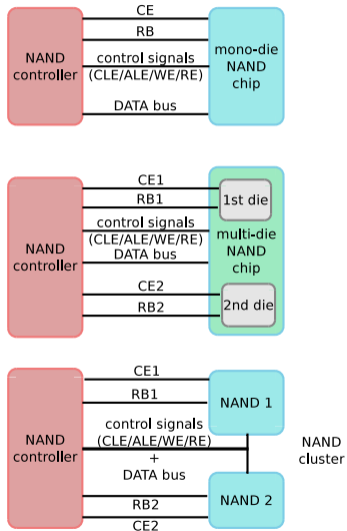 CE
RB
NAND
controller
control signals
(CLE/ALE/WE/RE)
mono-die
NAND
chip
DATA bus
CE1
RB1
1st die
NAND
controller
control signals
(CLE/ALE/WE/RE)
DATA bus
multi-die
NAND
chip
CE2
RB2
2nd die
CE1
RB1
NAND 1
NAND
controller
control signals
(CLE/ALE/WE/RE)
+
DATA bus
NAND
cluster
RB2
CE2
NAND 2